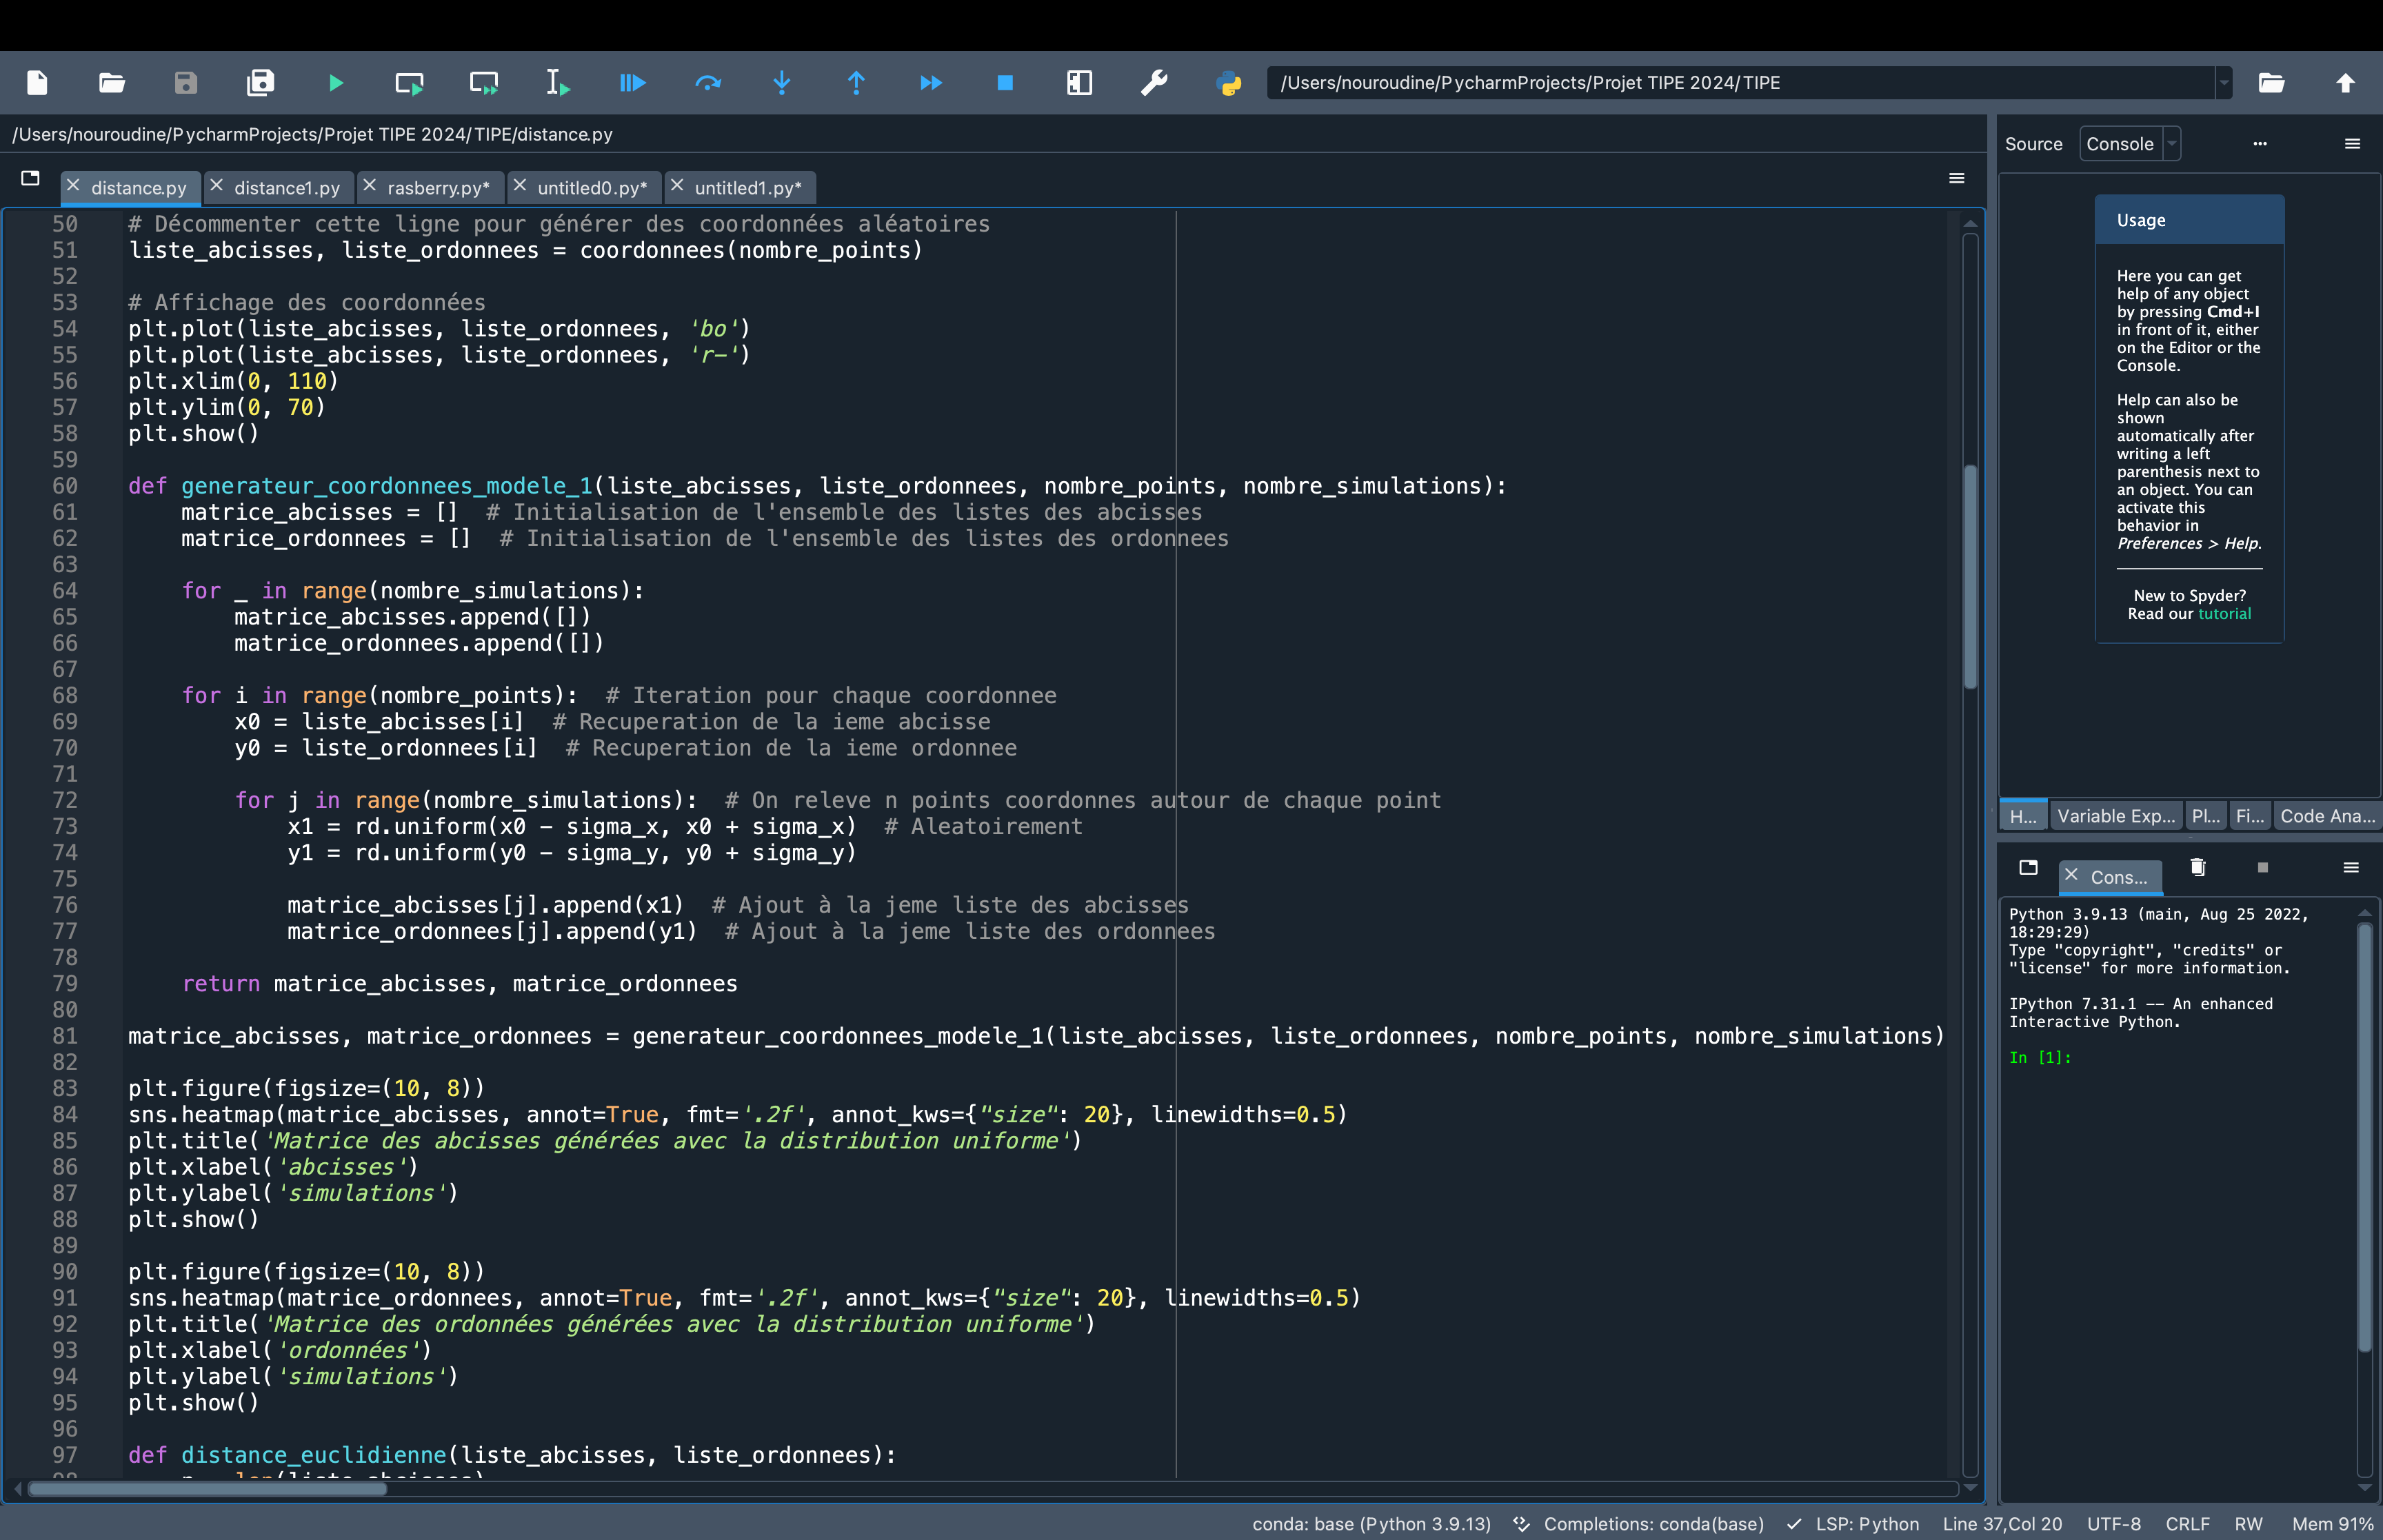 /Users/nouroudine/PycharmProjects/Projet TIPE 2024/TIPE
/Users/nouroudine/PycharmProjects/Projet TIPE 2024/TIPE/distance.py
distance.py distance1.py rasberry.py* untitled0.py* untitled1.py*
50 # Décommenter cette ligne pour générer des coordonnées aléatoires
51 liste_abcisses, liste_ordonnees = coordonnees(nombre_points)
52
53 # Affichage des coordonnées
54 plt.plot(liste_abcisses, liste_ordonnees, 'bo')
55 plt.plot(liste_abcisses, liste_ordonnees, 'r-')
56 plt.xlim(0, 110)
57 plt.ylim(0, 70)
58 plt.show()
59
60 def generateur_coordonnees_modele_1(liste_abcisses, liste_ordonnees, nombre_points, nombre_simulations):
61     matrice_abcisses = []  # Initialisation de l'ensemble des listes des abcisses
62     matrice_ordonnees = []  # Initialisation de l'ensemble des listes des ordonnees
63
64     for _ in range(nombre_simulations):
65         matrice_abcisses.append([])
66         matrice_ordonnees.append([])
67
68     for i in range(nombre_points):  # Iteration pour chaque coordonnee
69         x0 = liste_abcisses[i]  # Recuperation de la ieme abcisse
70         y0 = liste_ordonnees[i]  # Recuperation de la ieme ordonnee
71
72         for j in range(nombre_simulations):  # On releve n points coordonnes autour de chaque point
73             x1 = rd.uniform(x0 - sigma_x, x0 + sigma_x)  # Aleatoirement
74             y1 = rd.uniform(y0 - sigma_y, y0 + sigma_y)
75
76             matrice_abcisses[j].append(x1)  # Ajout à la jeme liste des abcisses
77             matrice_ordonnees[j].append(y1)  # Ajout à la jeme liste des ordonnees
78
79     return matrice_abcisses, matrice_ordonnees
80
81 matrice_abcisses, matrice_ordonnees = generateur_coordonnees_modele_1(liste_abcisses, liste_ordonnees, nombre_points, nombre_simulations)
82
83 plt.figure(figsize=(10, 8))
84 sns.heatmap(matrice_abcisses, annot=True, fmt='.2f', annot_kws={"size": 20}, linewidths=0.5)
85 plt.title('Matrice des abcisses générées avec la distribution uniforme')
86 plt.xlabel('abcisses')
87 plt.ylabel('simulations')
88 plt.show()
89
90 plt.figure(figsize=(10, 8))
91 sns.heatmap(matrice_ordonnees, annot=True, fmt='.2f', annot_kws={"size": 20}, linewidths=0.5)
92 plt.title('Matrice des ordonnées générées avec la distribution uniforme')
93 plt.xlabel('ordonnées')
94 plt.ylabel('simulations')
95 plt.show()
96
97 def distance_euclidienne(liste_abcisses, liste_ordonnees):
Source Console
Usage
Here you can get
help of any object
by pressing Cmd+I
in front of it, either
on the Editor or the
Console.
Help can also be
shown
automatically after
writing a left
parenthesis next to
an object. You can
activate this
behavior in
Preferences > Help.
New to Spyder?
Read our tutorial
H... Variable Exp... Pl... Fi... Code Ana...
Cons...
Python 3.9.13 (main, Aug 25 2022,
18:29:29)
Type "copyright", "credits" or
"license" for more information.
IPython 7.31.1 -- An enhanced
Interactive Python.
In [1]:
conda: base (Python 3.9.13) Completions: conda(base) LSP: Python Line 37,Col 20 UTF-8 CRLF RW Mem 91%